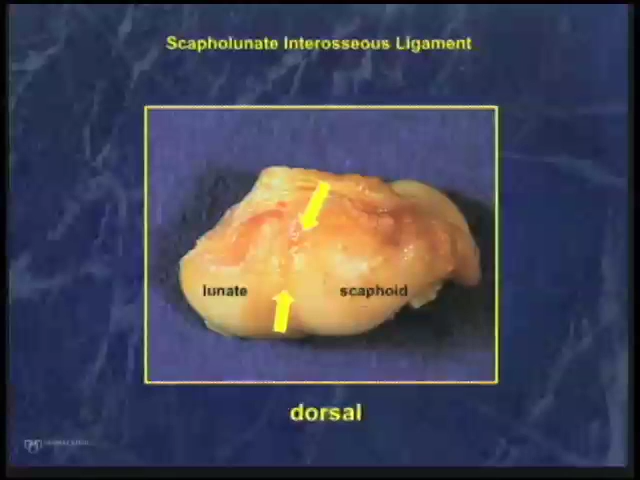 Scapholunate Interosseous Ligament
lunate
scaphoid
dorsal